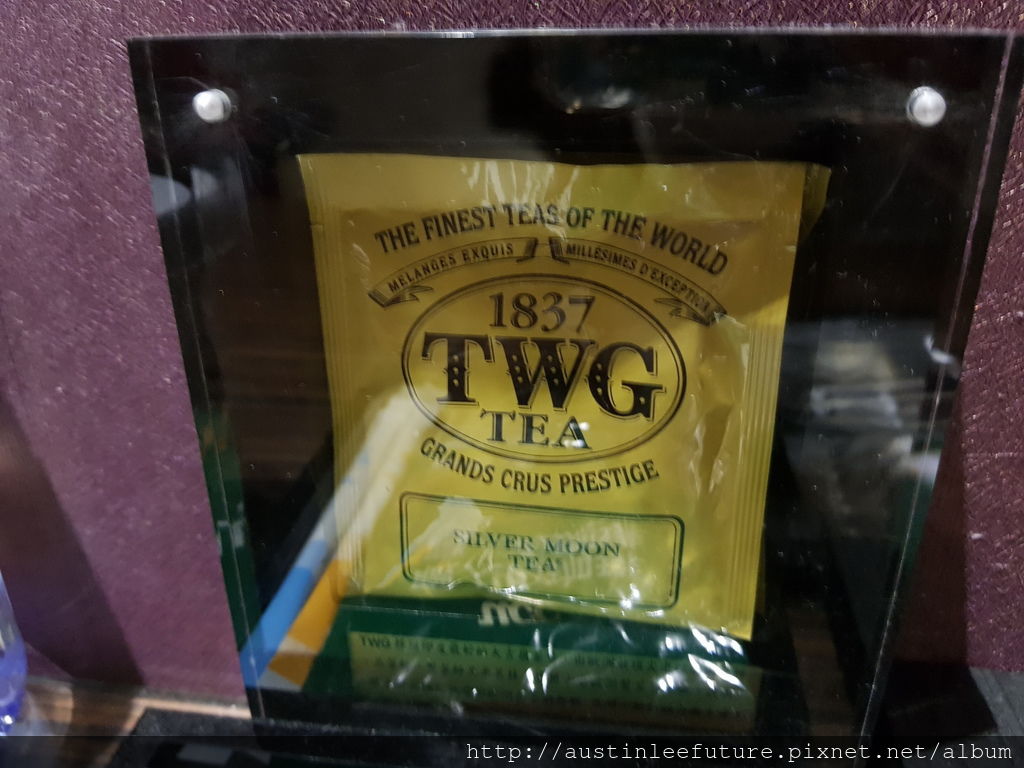 THE FINEST TEAS OF THE WORLD
MELANGES EXQUIS MILLESIMES D'EXCEPTION
1837
TWG
TEA
GRANDS CRUS PRESTIGE
SILVER MOON
TEA
TWG
http://austinleefuture.pixnet.net/album